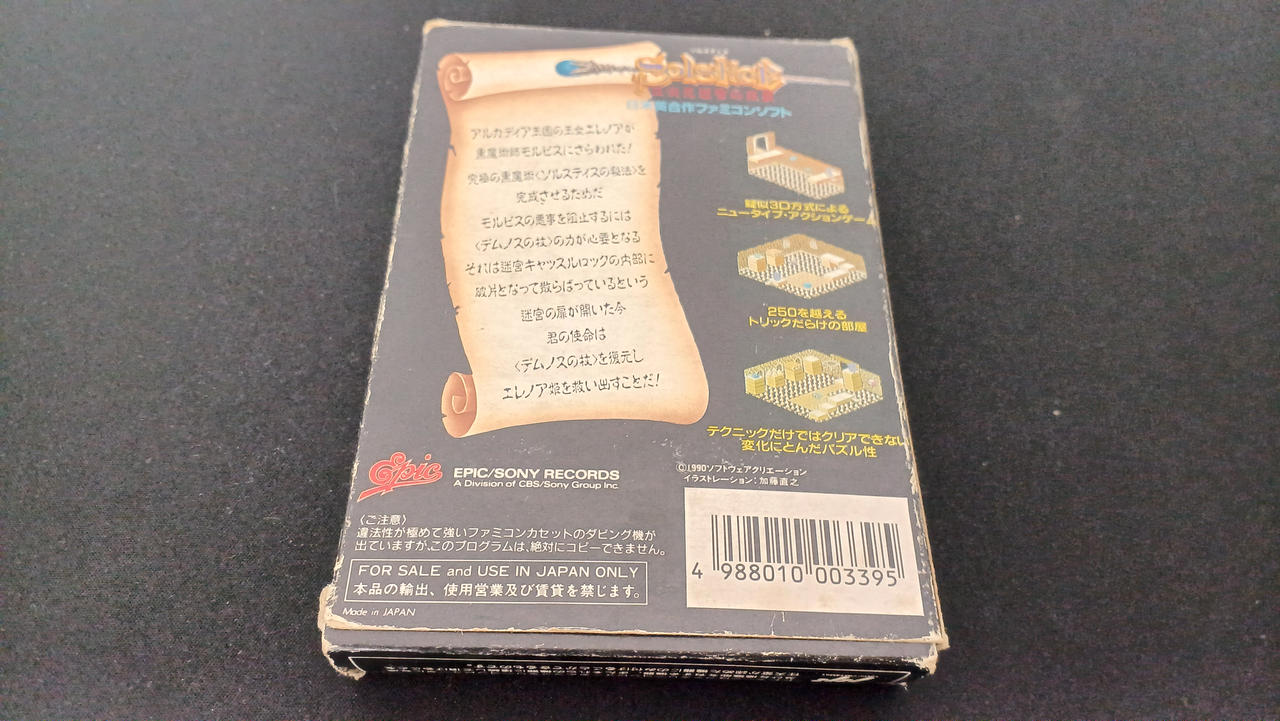 ソルスティス
Solstice
三次元迷宮の狂獣
日米英合作ファミコンソフト
アルカディア王国の王女エレノアが
黒魔術師モルビスにさらわれた!
究極の黒魔術〈ソルスティスの秘法〉を
完成させるためだ
モルビスの悪事を阻止するには
〈デムノスの杖〉の力が必要となる
それは迷宮キャッスルロックの内部に
破片となって散らばっているという
迷宮の扉が開いた今
君の使命は
〈デムノスの杖〉を復元し
エレノア姫を救い出すことだ!
疑似3D方式による
ニュータイプ・アクションゲーム
250を越える
トリックだらけの部屋
テクニックだけではクリアできない
変化にとんだパズル性
Epic
EPIC/SONY RECORDS
A Division of CBS/Sony Group Inc.
©1990ソフトウェアクリエーション
イラストレーション:加藤直之
〈ご注意〉
違法性が極めて強いファミコンカセットのダビング機が
出ていますが、このプログラムは、絶対にコピーできません。
FOR SALE and USE IN JAPAN ONLY
本品の輸出、使用営業及び賃貸を禁じます。
Made in JAPAN
4 988010 003395